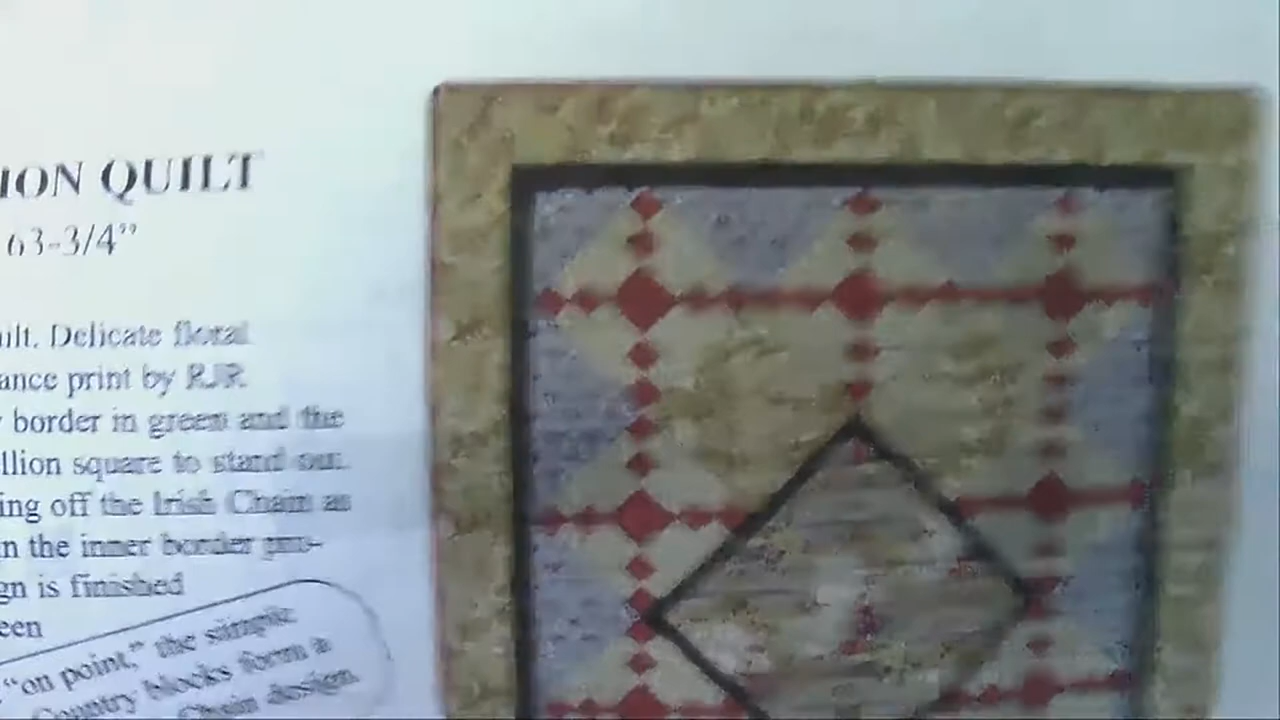 ION QUILT
63-3/4”
ilt. Delicate floral
ance print by RJR
border in green and the
llion square to stand out.
ing off the Irish Chain as
n the inner border pro-
gn is finished
een
“on point,” the simple
Country blocks form a
Chain design